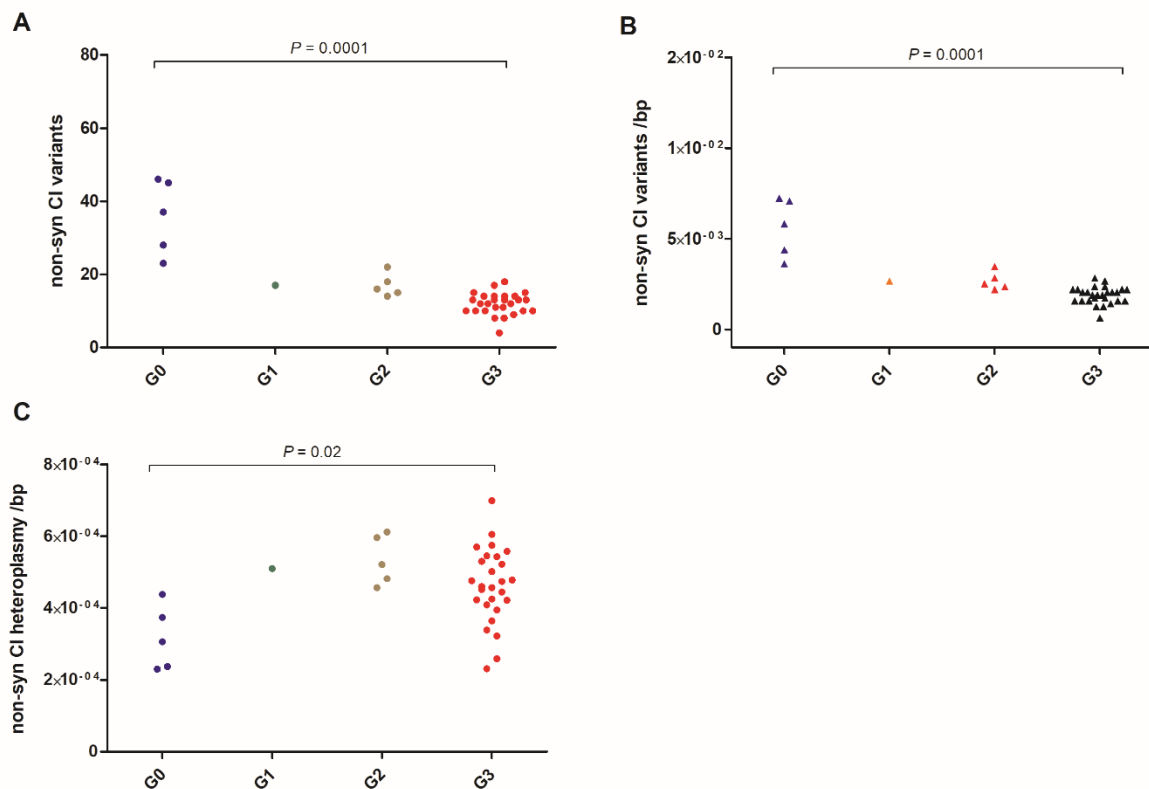 A
P = 0.0001
non-syn CI variants
80
60
40
20
0
G0 G1 G2 G3
B
P = 0.0001
non-syn CI variants /bp
2×10⁻⁰²
1×10⁻⁰²
5×10⁻⁰³
0
G0 G1 G2 G3
C
P = 0.02
non-syn CI heteroplasmy /bp
8×10⁻⁰⁴
6×10⁻⁰⁴
4×10⁻⁰⁴
2×10⁻⁰⁴
0
G0 G1 G2 G3